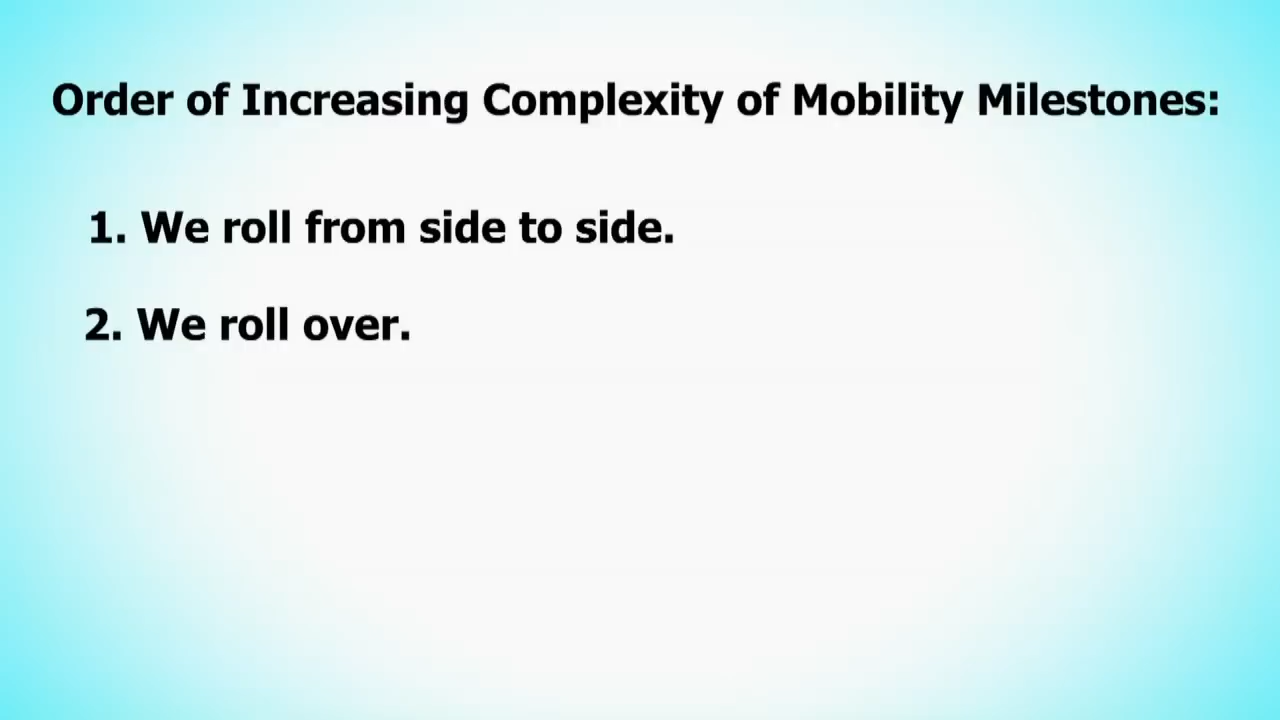 Order of Increasing Complexity of Mobility Milestones:
1. We roll from side to side.
2. We roll over.